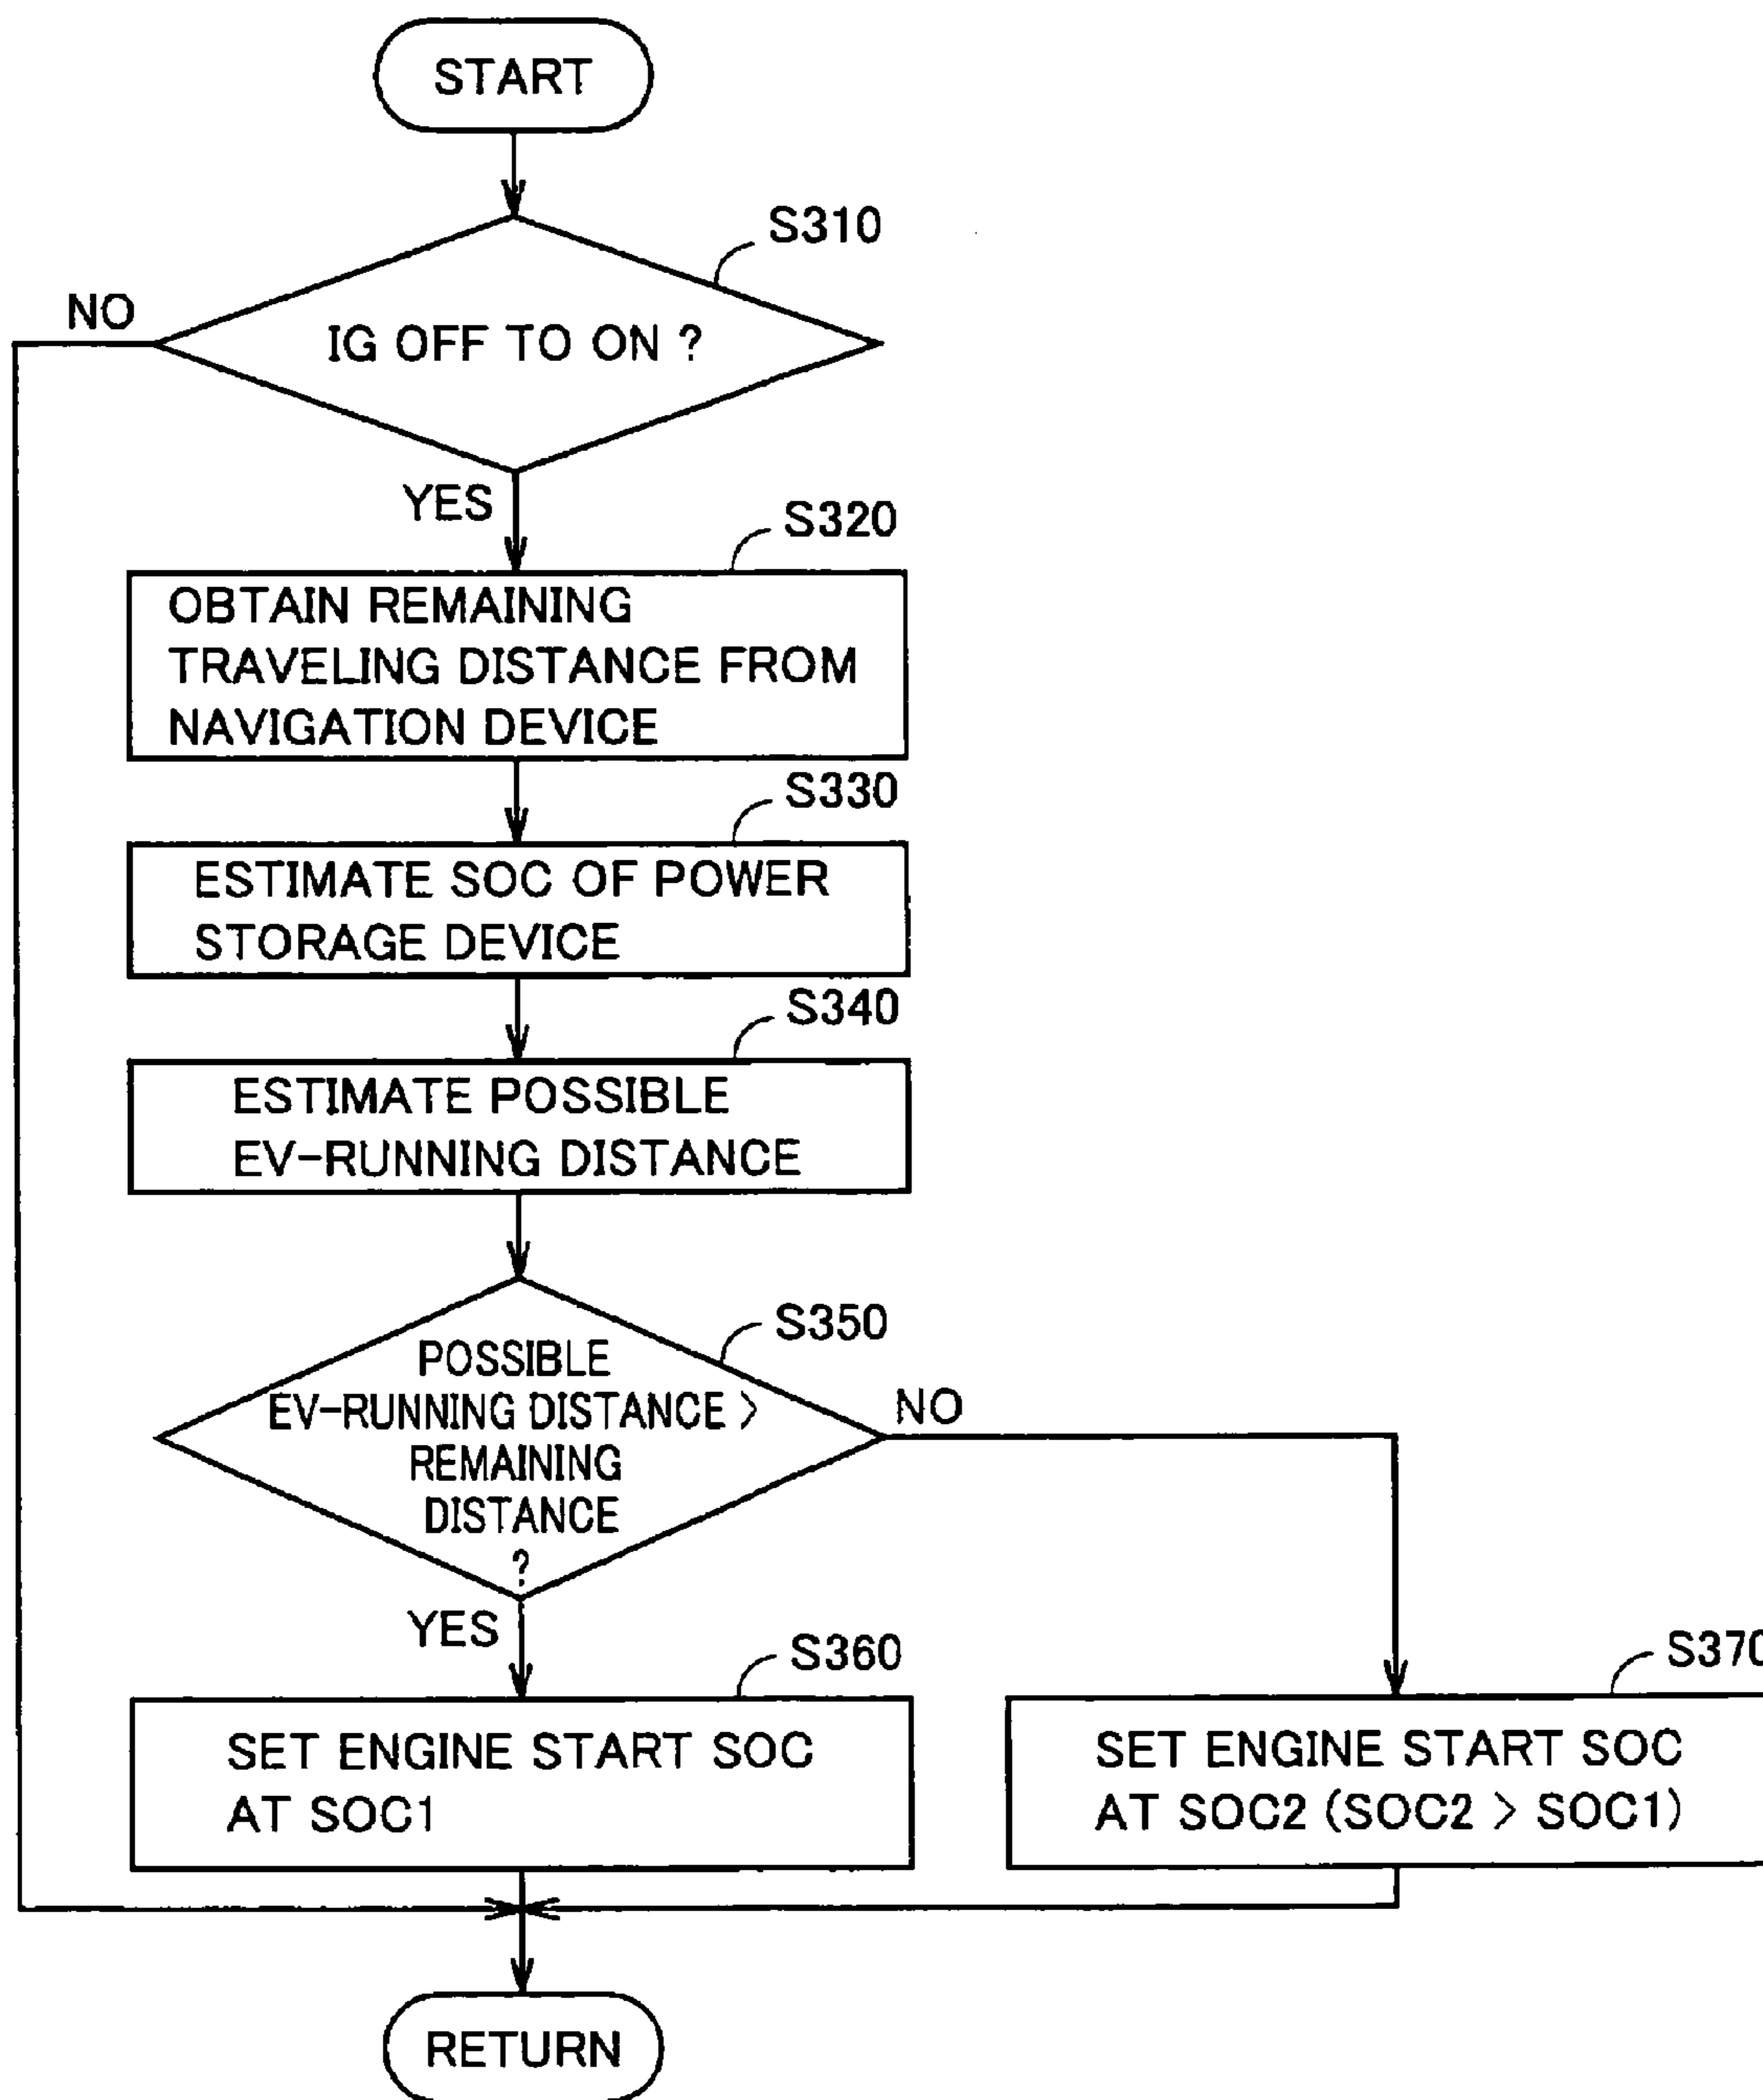 START
S310
NO
IG OFF TO ON ?
YES
S320
OBTAIN REMAINING
TRAVELING DISTANCE FROM
NAVIGATION DEVICE
S330
ESTIMATE SOC OF POWER
STORAGE DEVICE
S340
ESTIMATE POSSIBLE
EV-RUNNING DISTANCE
S350
POSSIBLE
EV-RUNNING DISTANCE >
REMAINING
DISTANCE
?
NO
YES
S360
S370
SET ENGINE START SOC
AT SOC1
SET ENGINE START SOC
AT SOC2 (SOC2 > SOC1)
RETURN